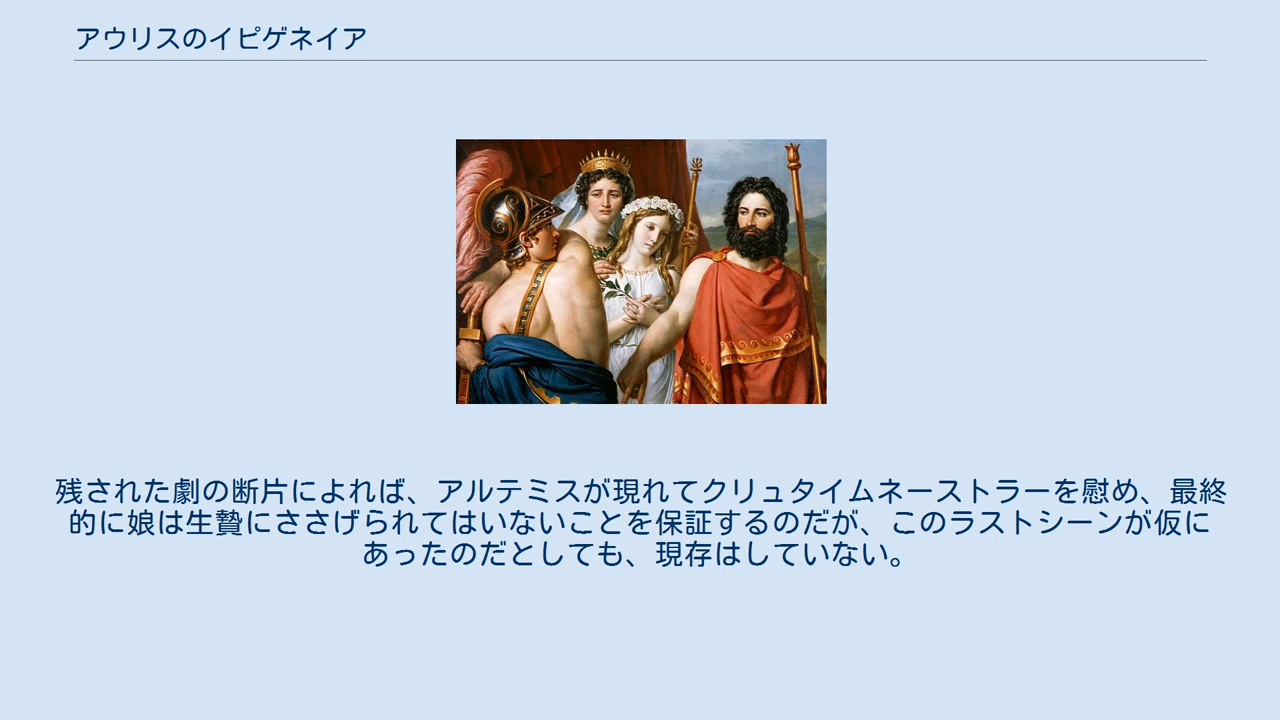 アウリスのイピゲネイア
残された劇の断片によれば、アルテミスが現れてクリュタイムネーストラーを慰め、最終
的に娘は生贄にささげられてはいないことを保証するのだが、このラストシーンが仮に
あったのだとしても、現存はしていない。